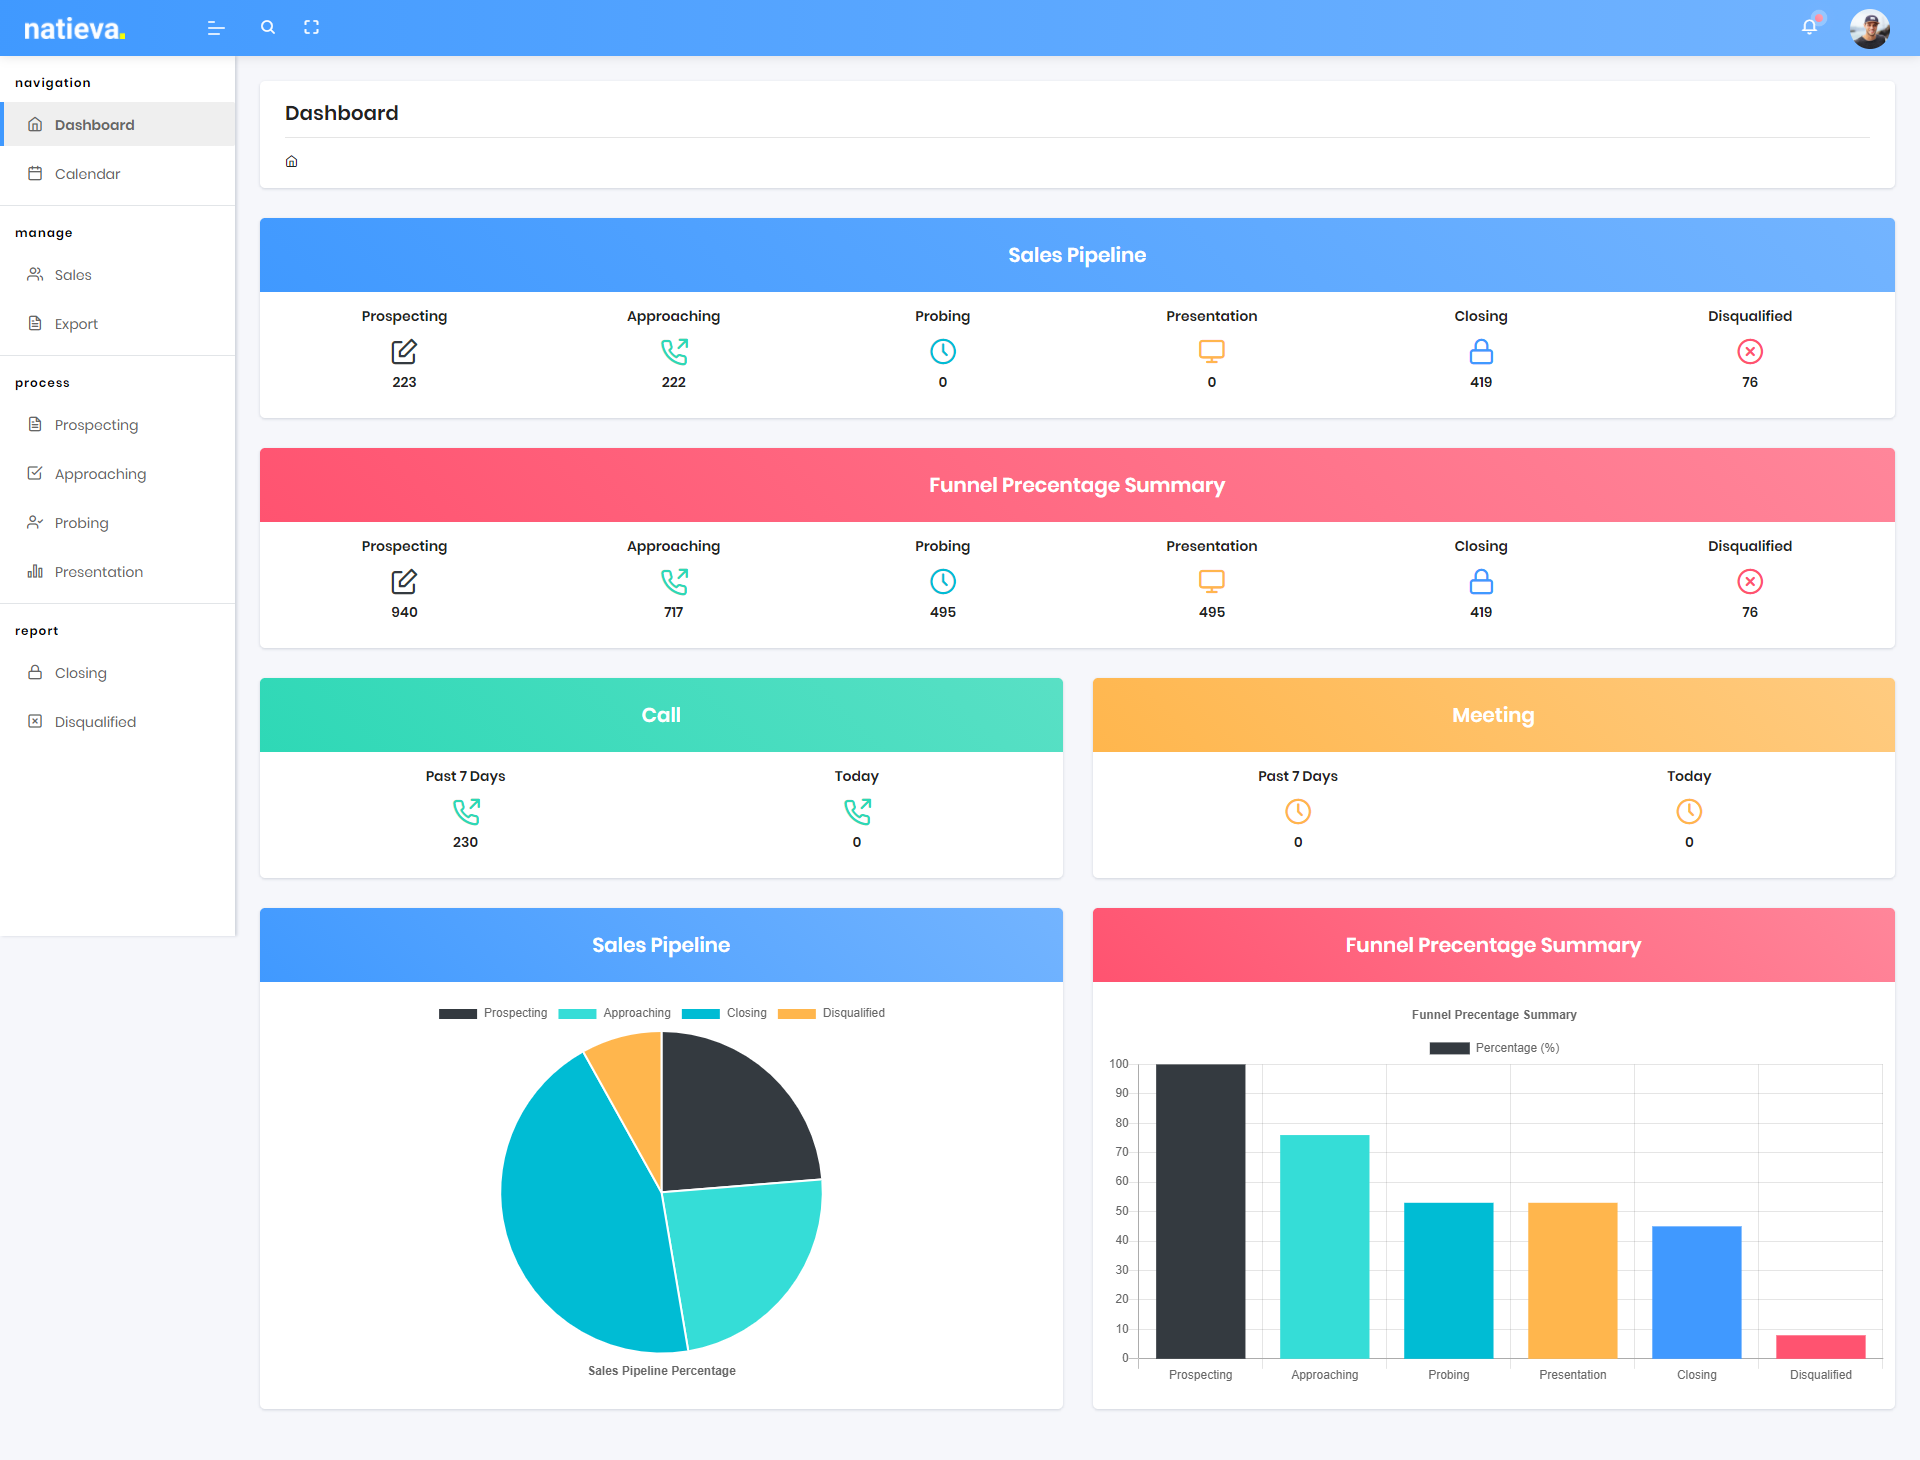 natieva.
navigation
Dashboard
Calendar
manage
Sales
Export
process
Prospecting
Approaching
Probing
Presentation
report
Closing
Disqualified
Dashboard
Sales Pipeline
Prospecting Approaching Probing Presentation Closing Disqualified
223 222 0 0 419 76
Funnel Precentage Summary
Prospecting Approaching Probing Presentation Closing Disqualified
940 717 495 495 419 76
Call
Past 7 Days Today
230 0
Meeting
Past 7 Days Today
0 0
Sales Pipeline
Prospecting Approaching Closing Disqualified
Sales Pipeline Percentage
Funnel Precentage Summary
Funnel Precentage Summary
Percentage (%)
100
90
80
70
60
50
40
30
20
10
0
Prospecting Approaching Probing Presentation Closing Disqualified